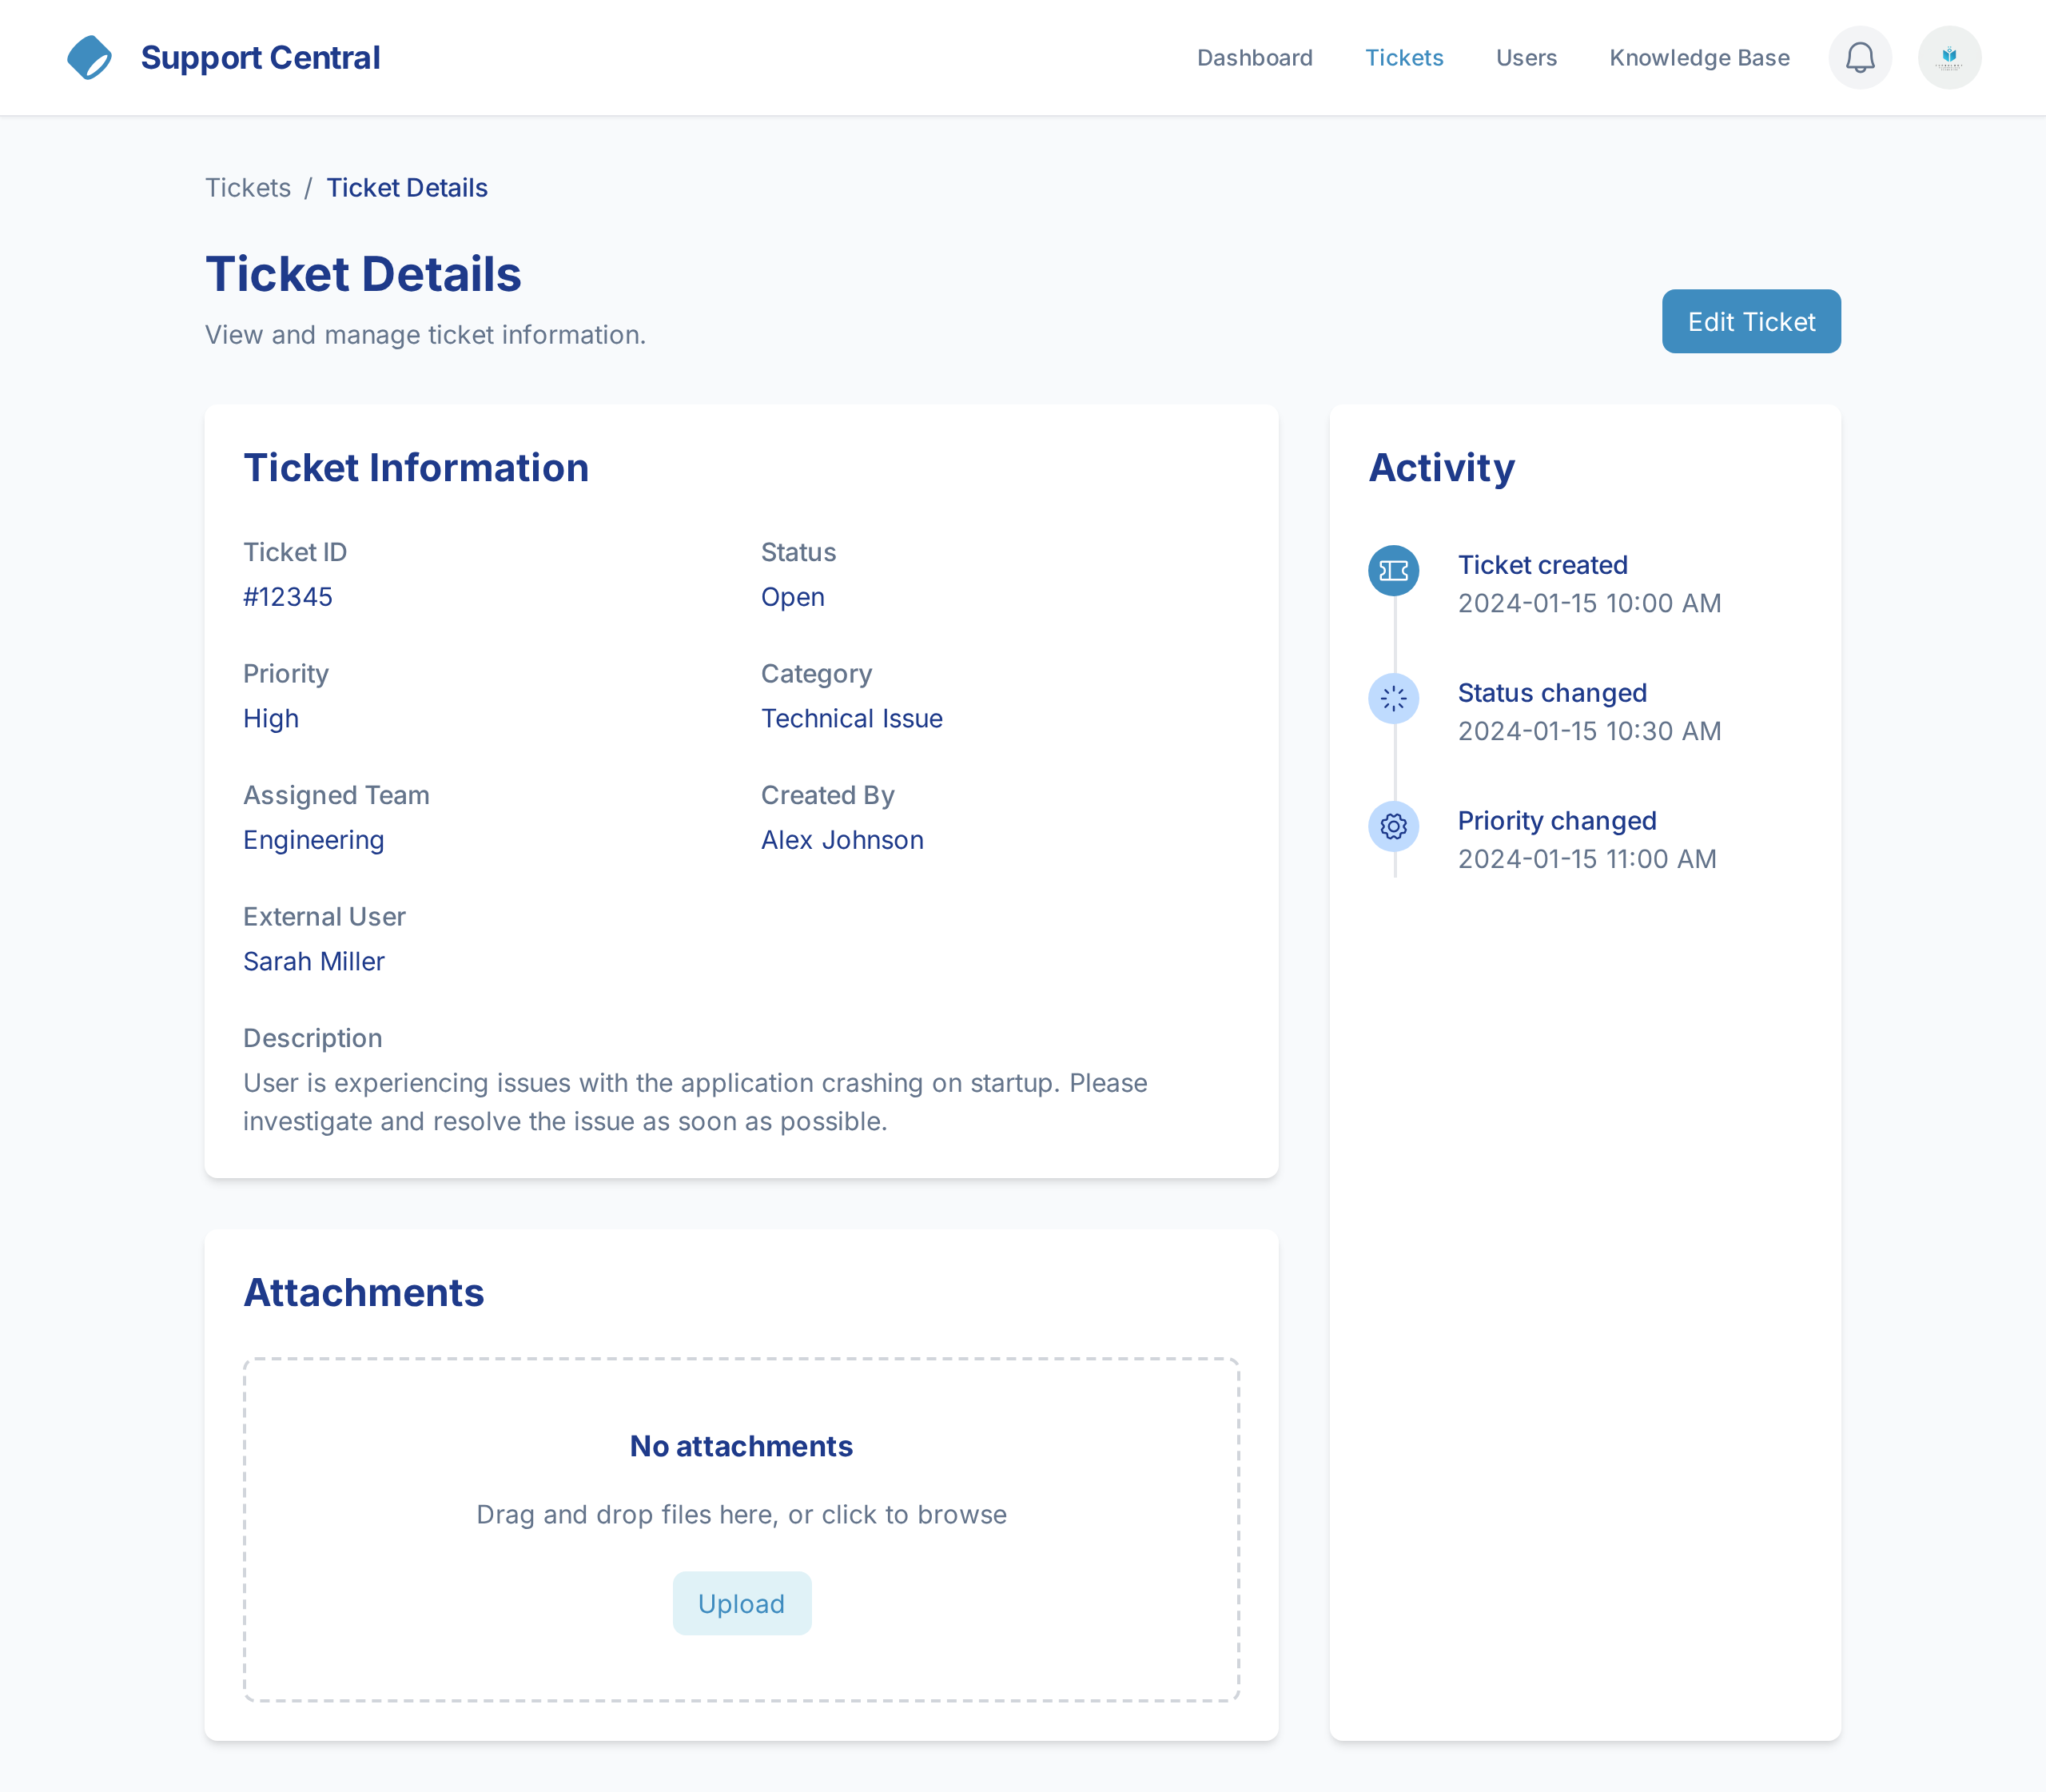 Support Central
Dashboard
Tickets
Users
Knowledge Base
Tickets / Ticket Details
Ticket Details
View and manage ticket information.
Edit Ticket
Ticket Information
Ticket ID
#12345
Status
Open
Priority
High
Category
Technical Issue
Assigned Team
Engineering
Created By
Alex Johnson
External User
Sarah Miller
Description
User is experiencing issues with the application crashing on startup. Please
investigate and resolve the issue as soon as possible.
Attachments
No attachments
Drag and drop files here, or click to browse
Upload
Activity
Ticket created
2024-01-15 10:00 AM
Status changed
2024-01-15 10:30 AM
Priority changed
2024-01-15 11:00 AM